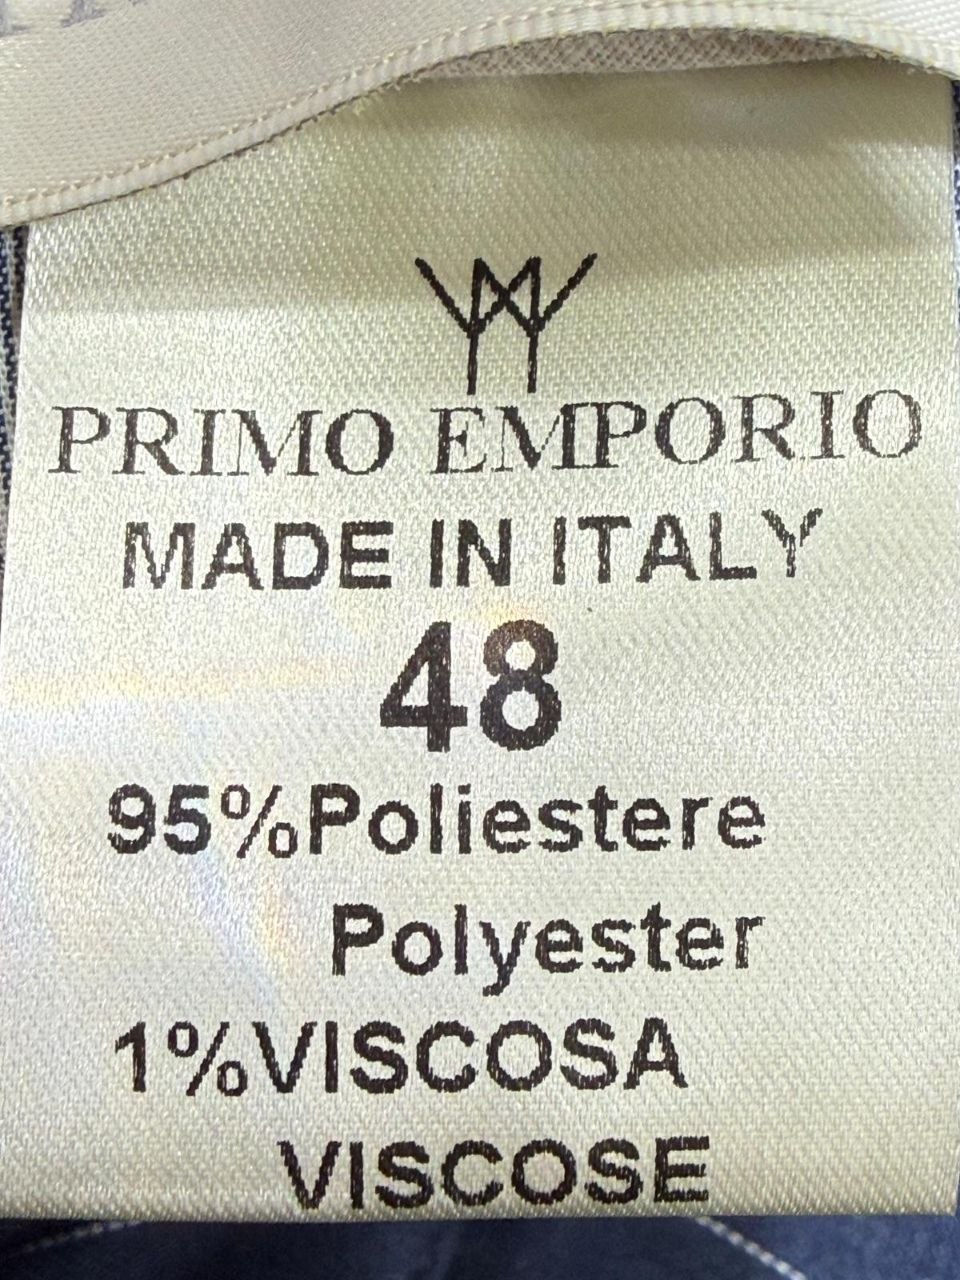 PRIMO EMPORIO
MADE IN ITALY
48
95%Poliestere
Polyester
1%VISCOSA
VISCOSE